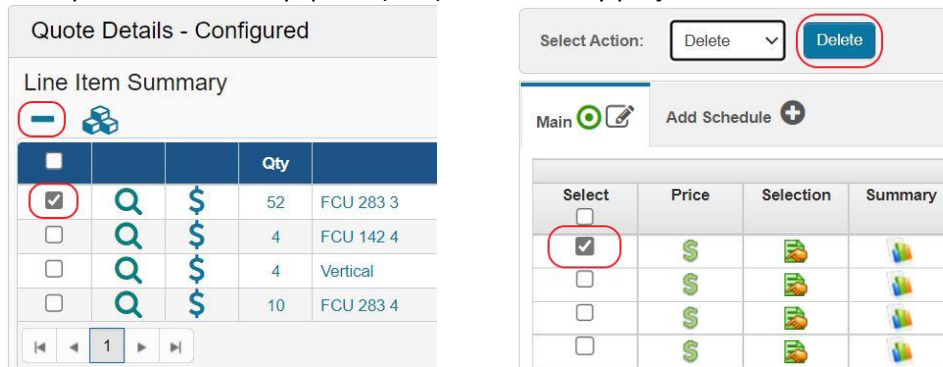 Quote Details - Configured
Line Item Summary
Qty
52 FCU 283 3
4 FCU 142 4
4 Vertical
10 FCU 283 4
1
Select Action: Delete Delete
Main Add Schedule
Select Price Selection Summary